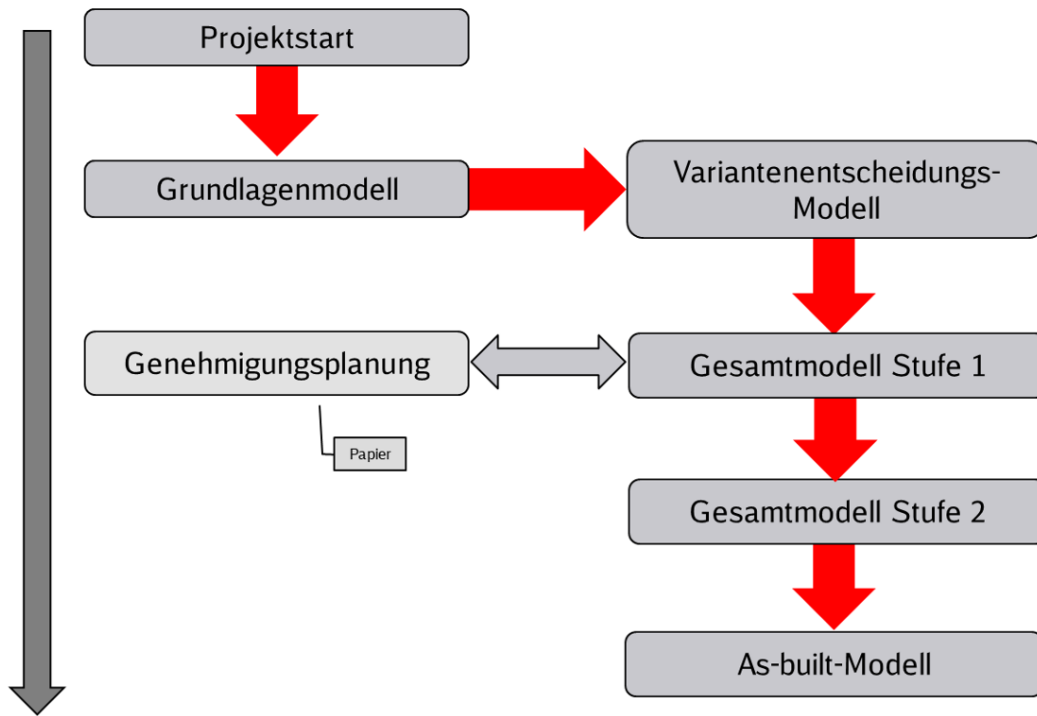 Projektstart
Grundlagenmodell
Variantenentscheidungs-
Modell
Genehmigungsplanung
Gesamtmodell Stufe 1
Papier
Gesamtmodell Stufe 2
As-built-Modell